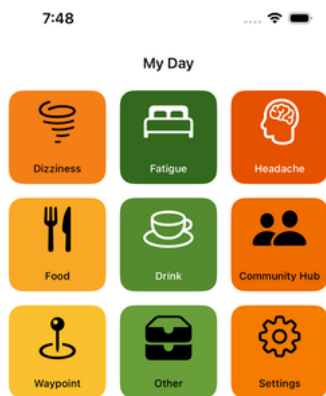 7:48
My Day
Dizziness
Fatigue
Headache
Food
Drink
Community Hub
Waypoint
Other
Settings